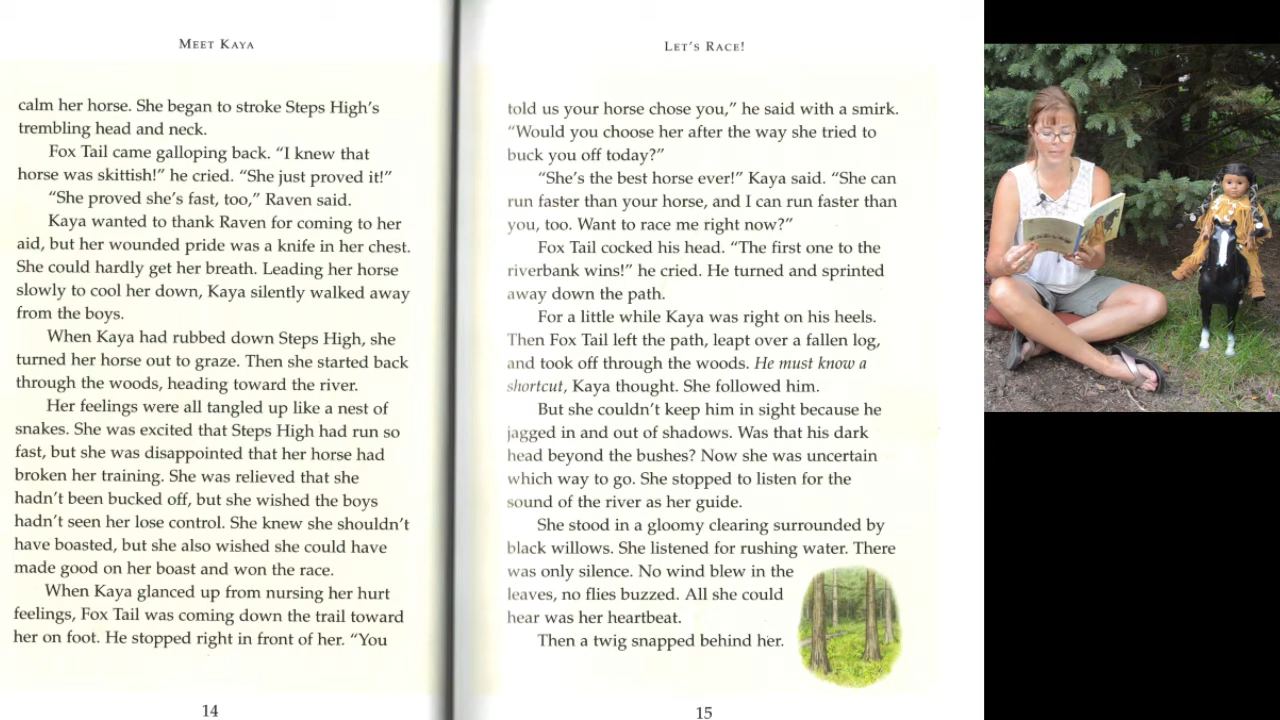 MEET KAYA
calm her horse. She began to stroke Steps High's
trembling head and neck.
Fox Tail came galloping back. “I knew that
horse was skittish!” he cried. “She just proved it!”
“She proved she's fast, too,” Raven said.
Kaya wanted to thank Raven for coming to her
aid, but her wounded pride was a knife in her chest.
She could hardly get her breath. Leading her horse
slowly to cool her down, Kaya silently walked away
from the boys.
When Kaya had rubbed down Steps High, she
turned her horse out to graze. Then she started back
through the woods, heading toward the river.
Her feelings were all tangled up like a nest of
snakes. She was excited that Steps High had run so
fast, but she was disappointed that her horse had
broken her training. She was relieved that she
hadn't been bucked off, but she wished the boys
hadn't seen her lose control. She knew she shouldn't
have boasted, but she also wished she could have
made good on her boast and won the race.
When Kaya glanced up from nursing her hurt
feelings, Fox Tail was coming down the trail toward
her on foot. He stopped right in front of her. “You
14
LET'S RACE!
told us your horse chose you,” he said with a smirk.
“Would you choose her after the way she tried to
buck you off today?”
“She's the best horse ever!” Kaya said. “She can
run faster than your horse, and I can run faster than
you, too. Want to race me right now?”
Fox Tail cocked his head. “The first one to the
riverbank wins!” he cried. He turned and sprinted
away down the path.
For a little while Kaya was right on his heels.
Then Fox Tail left the path, leapt over a fallen log,
and took off through the woods. He must know a
shortcut, Kaya thought. She followed him.
But she couldn't keep him in sight because he
jagged in and out of shadows. Was that his dark
head beyond the bushes? Now she was uncertain
which way to go. She stopped to listen for the
sound of the river as her guide.
She stood in a gloomy clearing surrounded by
black willows. She listened for rushing water. There
was only silence. No wind blew in the
leaves, no flies buzzed. All she could
hear was her heartbeat.
Then a twig snapped behind her.
15